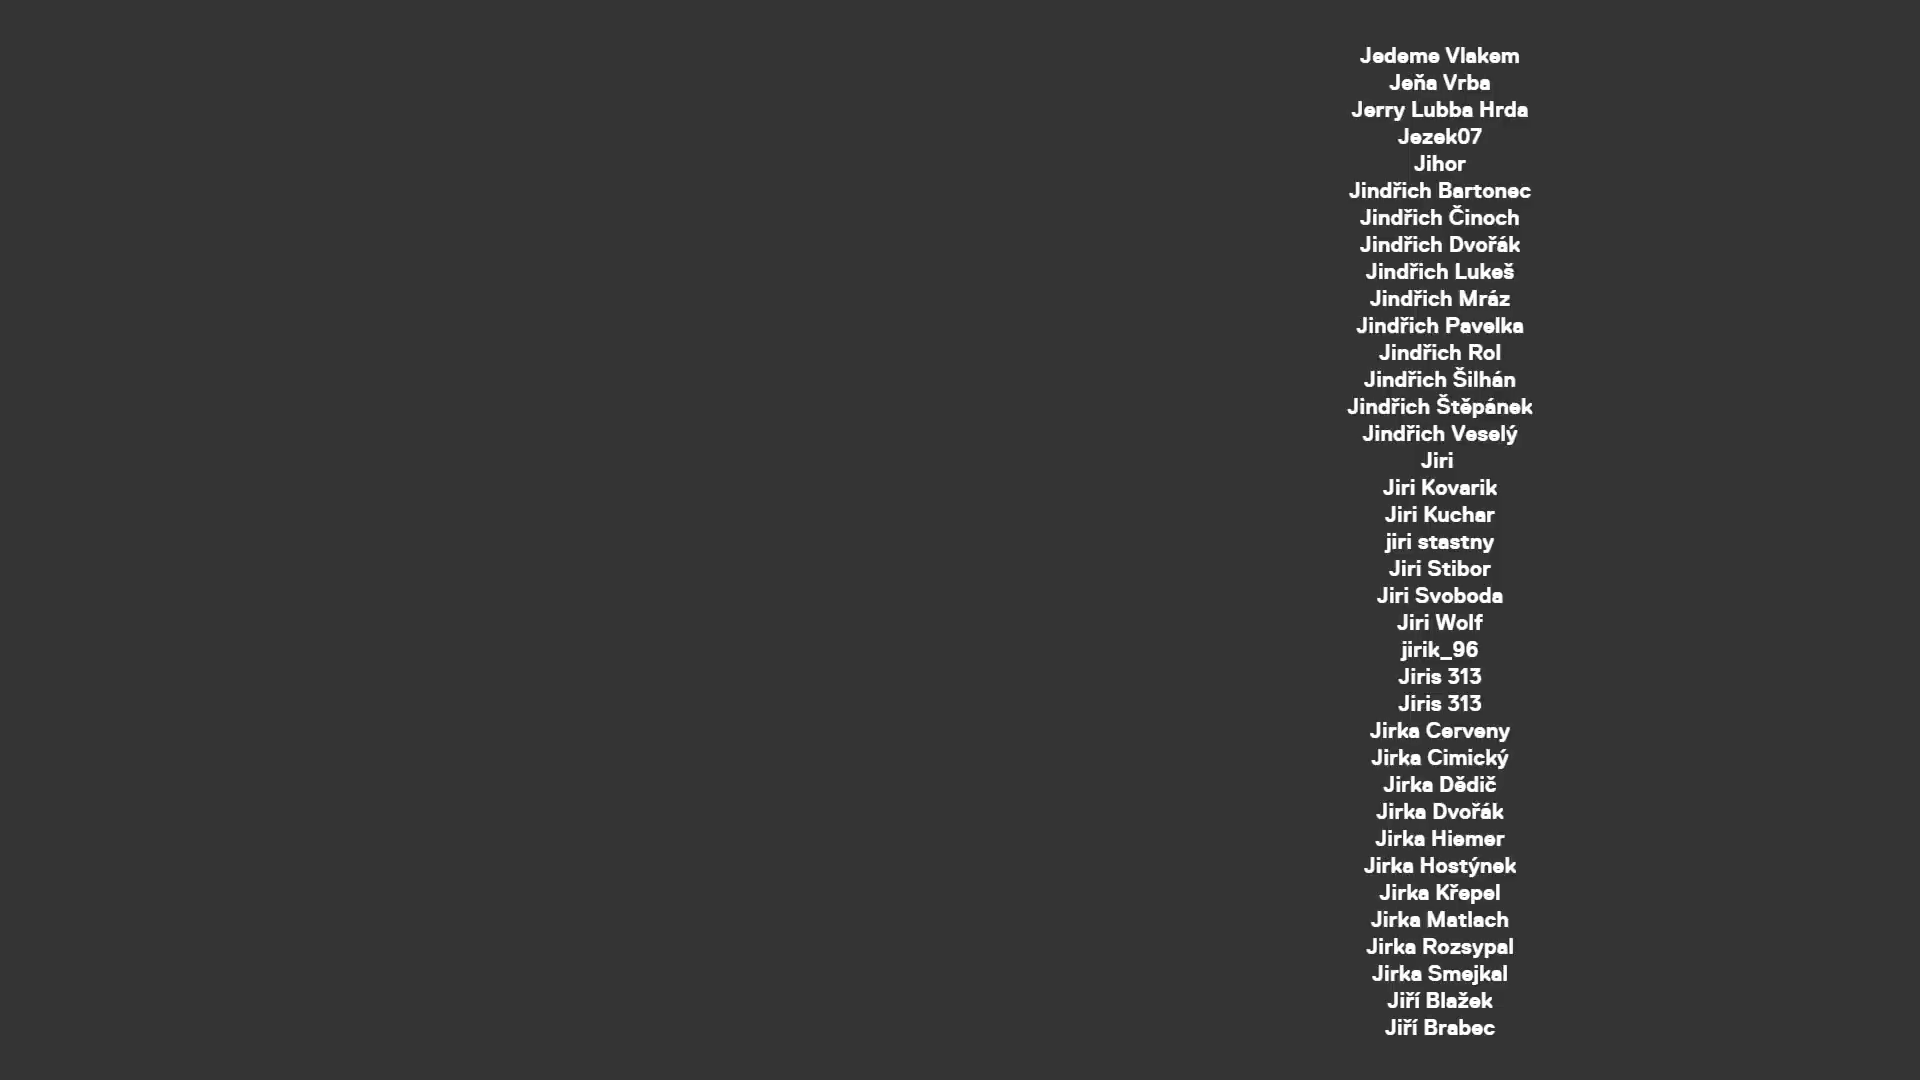 Jedeme Vlakem
Jeňa Vrba
Jerry Lubba Hrda
Jezek07
Jihor
Jindřich Bartonec
Jindřich Činoch
Jindřich Dvořák
Jindřich Lukeš
Jindřich Mráz
Jindřich Pavelka
Jindřich Rol
Jindřich Šilhán
Jindřich Štěpánek
Jindřich Veselý
Jiri
Jiri Kovarik
Jiri Kuchar
jiri stastny
Jiri Stibor
Jiri Svoboda
Jiri Wolf
jirik_96
Jiris 313
Jiris 313
Jirka Cerveny
Jirka Cimický
Jirka Dědič
Jirka Dvořák
Jirka Hiemer
Jirka Hostýnek
Jirka Křepel
Jirka Matlach
Jirka Rozsypal
Jirka Smejkal
Jiří Blažek
Jiří Brabec